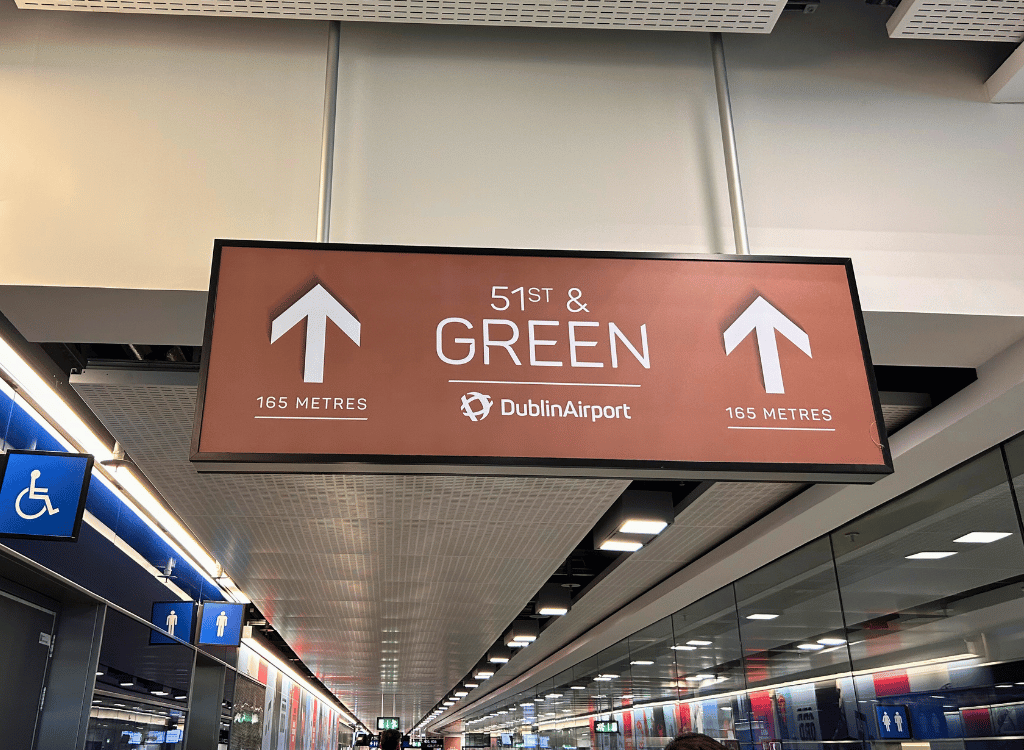 51ST &
GREEN
DublinAirport
165 METRES
165 METRES